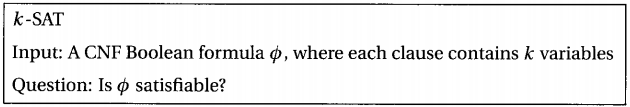 k-SAT
Input: A CNF Boolean formula ϕ, where each clause contains k variables
Question: Is ϕ satisfiable?